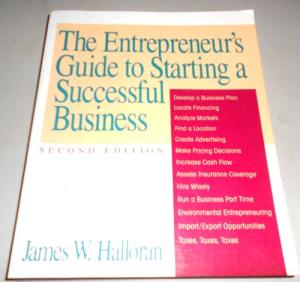 The Entrepreneur's
Guide to Starting a
Successful
Business
SECOND EDITION
Develop a Business Plan
Locate Financing
Analyze Markets
Find a Location
Create Advertising
Make Pricing Decisions
Increase Cash Flow
Assess Insurance Coverage
Hire Wisely
Run a Business Part Time
Environmental Entrepreneuring
Import/Export Opportunities
Taxes, Taxes, Taxes
James W. Halloran